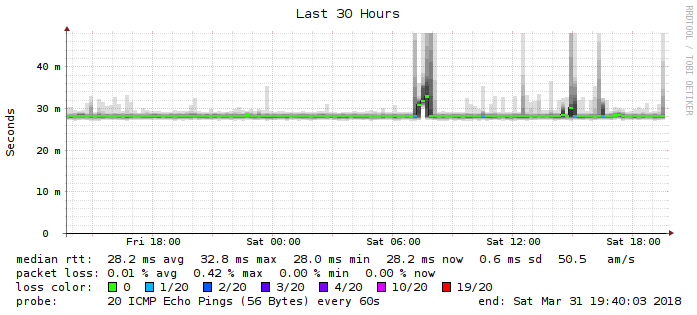 Last 30 Hours
RRDTOOL / TOBI OETIKER
Seconds
40 m
30 m
20 m
10 m
0
Fri 18:00 Sat 00:00 Sat 06:00 Sat 12:00 Sat 18:00
median rtt: 28.2 ms avg 32.8 ms max 28.0 ms min 28.2 ms now 0.6 ms sd 50.5 am/s
packet loss: 0.01 % avg 0.42 % max 0.00 % min 0.00 % now
loss color: 0 1/20 2/20 3/20 4/20 10/20 19/20
probe: 20 ICMP Echo Pings (56 Bytes) every 60s end: Sat Mar 31 19:40:03 2018